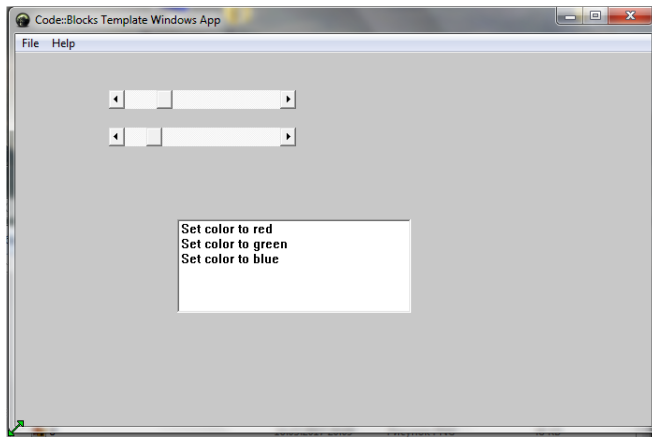 Code::Blocks Template Windows App
File Help
Set color to red
Set color to green
Set color to blue